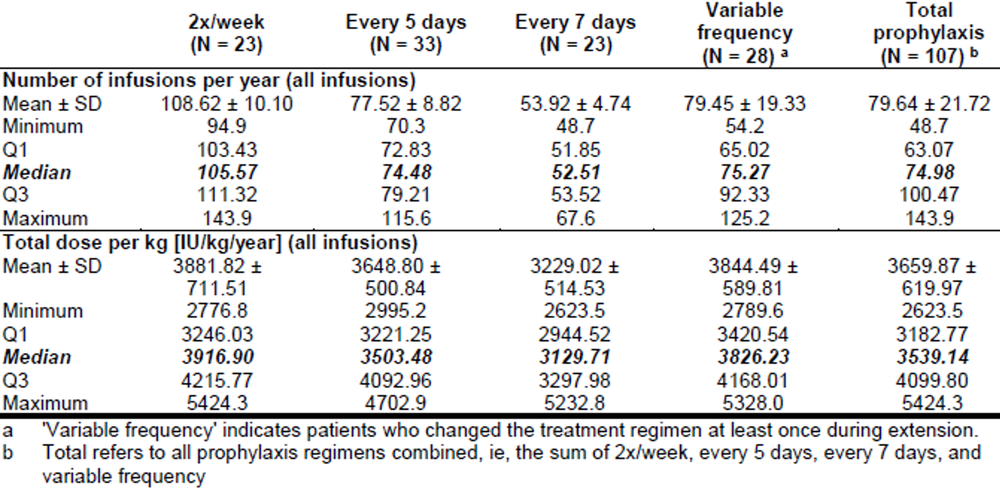 2x/week (N = 23) Every 5 days (N = 33) Every 7 days (N = 23) Variable frequency (N = 28) a Total prophylaxis (N = 107) b
Number of infusions per year (all infusions)
Mean ± SD 108.62 ± 10.10 77.52 ± 8.82 53.92 ± 4.74 79.45 ± 19.33 79.64 ± 21.72
Minimum 94.9 70.3 48.7 54.2 48.7
Q1 103.43 72.83 51.85 65.02 63.07
Median 105.57 74.48 52.51 75.27 74.98
Q3 111.32 79.21 53.52 92.33 100.47
Maximum 143.9 115.6 67.6 125.2 143.9
Total dose per kg [IU/kg/year] (all infusions)
Mean ± SD 3881.82 ± 3648.80 ± 3229.02 ± 3844.49 ± 3659.87 ±
711.51 500.84 514.53 589.81 619.97
Minimum 2776.8 2995.2 2623.5 2789.6 2623.5
Q1 3246.03 3221.25 2944.52 3420.54 3182.77
Median 3916.90 3503.48 3129.71 3826.23 3539.14
Q3 4215.77 4092.96 3297.98 4168.01 4099.80
Maximum 5424.3 4702.9 5232.8 5328.0 5424.3
a 'Variable frequency' indicates patients who changed the treatment regimen at least once during extension.
b Total refers to all prophylaxis regimens combined, ie, the sum of 2x/week, every 5 days, every 7 days, and
variable frequency